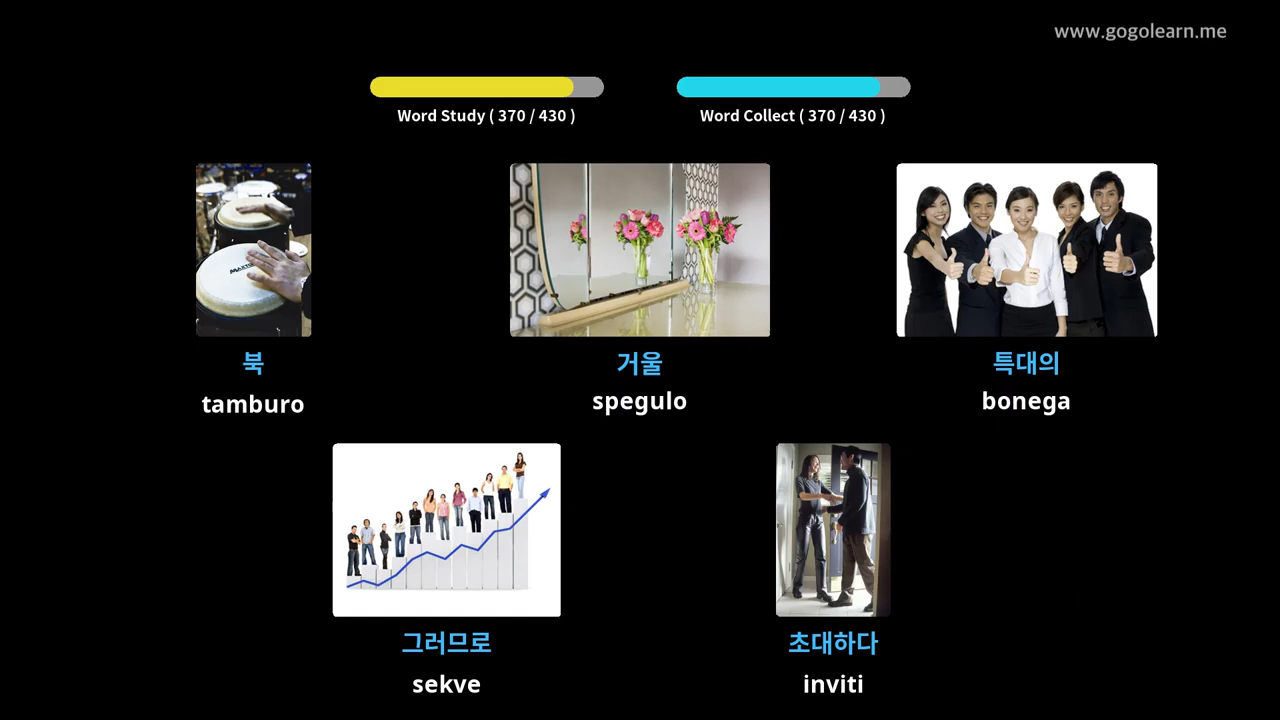 www.gogolearn.me
Word Study ( 370 / 430 )
Word Collect ( 370 / 430 )
북
tamburo
거울
spegulo
특대의
bonega
그러므로
sekve
초대하다
inviti